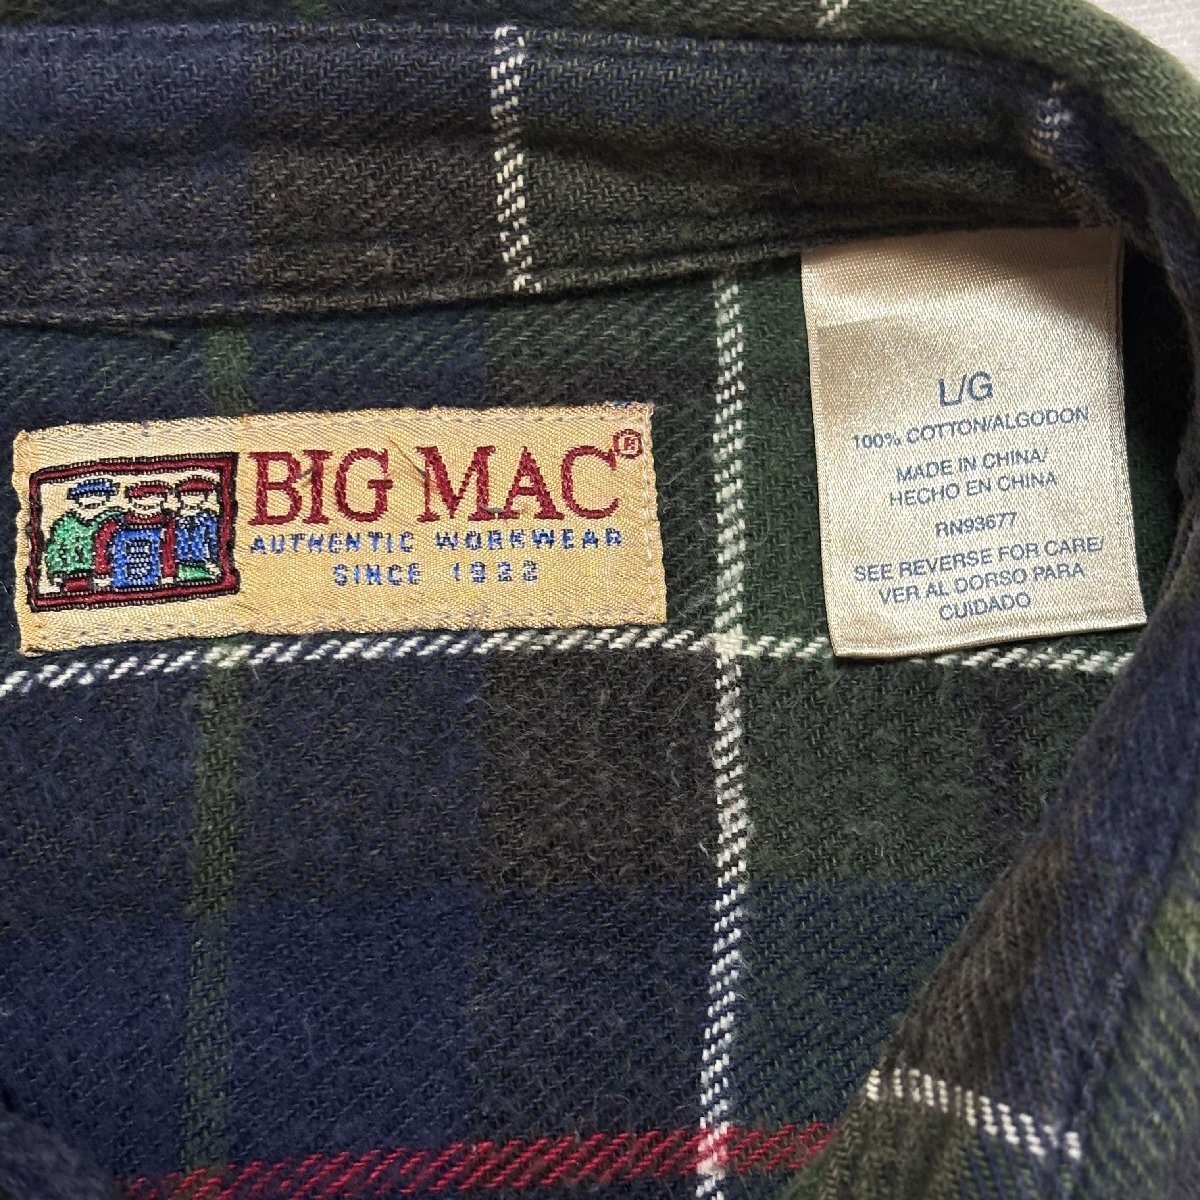 BIG MAC®
AUTHENTIC WORKWEAR
SINCE 1922
L/G
100% COTTON/ALGODON
MADE IN CHINA/
HECHO EN CHINA
RN93677
SEE REVERSE FOR CARE/
VER AL DORSO PARA
CUIDADO